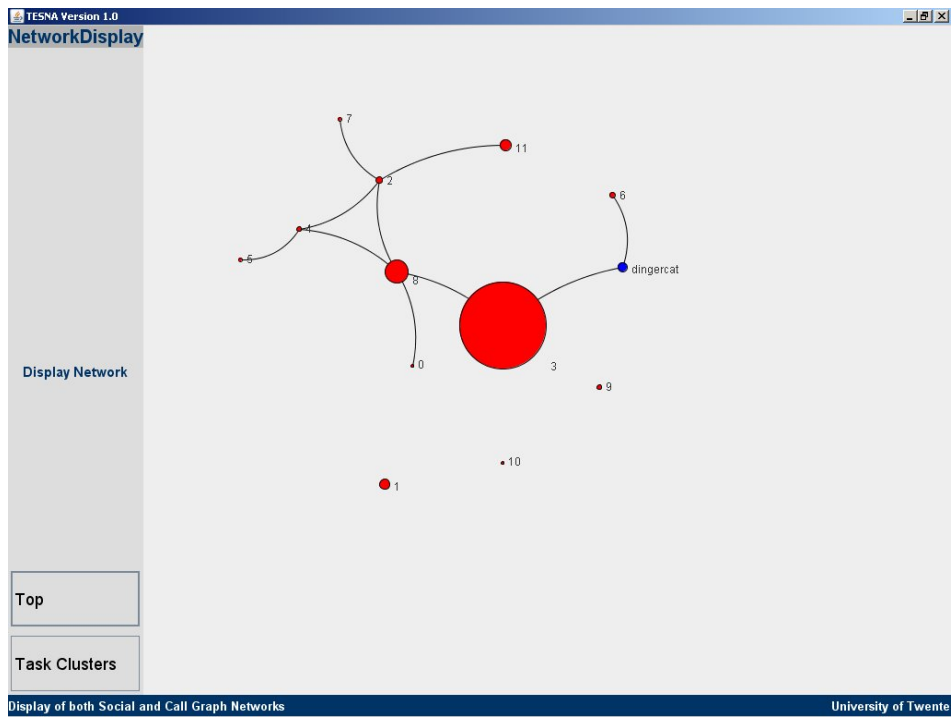 TESNA Version 1.0
NetworkDisplay
7
11
2
6
4
5
dingercat
8
3
0
Display Network
9
10
1
Top
Task Clusters
Display of both Social and Call Graph Networks
University of Twente